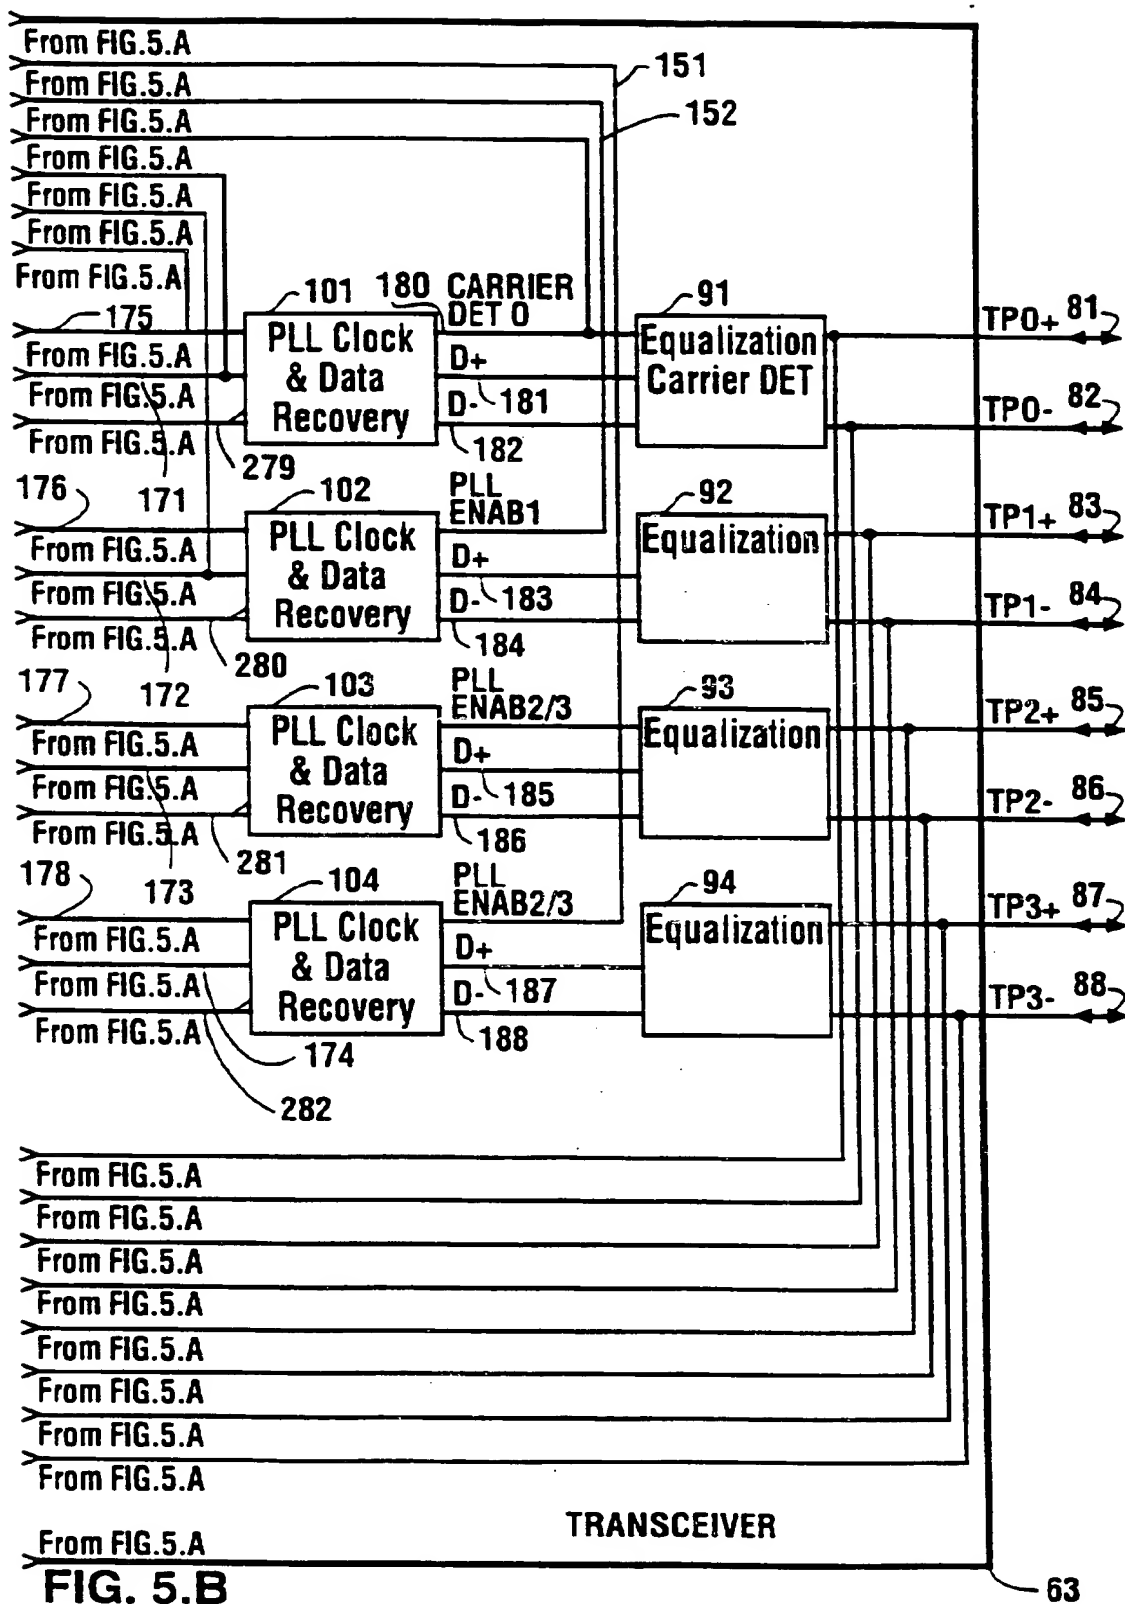 From FIG.5.A
151
From FIG.5.A
152
From FIG.5.A
From FIG.5.A
From FIG.5.A
From FIG.5.A
From FIG.5.A
101
180 CARRIER
DET 0
91
175
PLL Clock
& Data
Recovery
Equalization
Carrier DET
TP0+ 81
From FIG.5.A
D+
181
From FIG.5.A
D-
182
TP0- 82
From FIG.5.A
279
171
176
102
PLL
ENAB1
92
TP1+ 83
From FIG.5.A
PLL Clock
& Data
Recovery
Equalization
D+
183
From FIG.5.A
D-
184
TP1- 84
From FIG.5.A
280
172
177
103
PLL
ENAB2/3
93
TP2+ 85
From FIG.5.A
PLL Clock
& Data
Recovery
Equalization
D+
185
From FIG.5.A
D-
186
TP2- 86
From FIG.5.A
281
173
178
104
PLL
ENAB2/3
94
TP3+ 87
From FIG.5.A
PLL Clock
& Data
Recovery
Equalization
D+
187
From FIG.5.A
D-
188
TP3- 88
From FIG.5.A
174
282
From FIG.5.A
From FIG.5.A
From FIG.5.A
From FIG.5.A
From FIG.5.A
From FIG.5.A
From FIG.5.A
From FIG.5.A
TRANSCEIVER
From FIG.5.A
63
FIG. 5.B